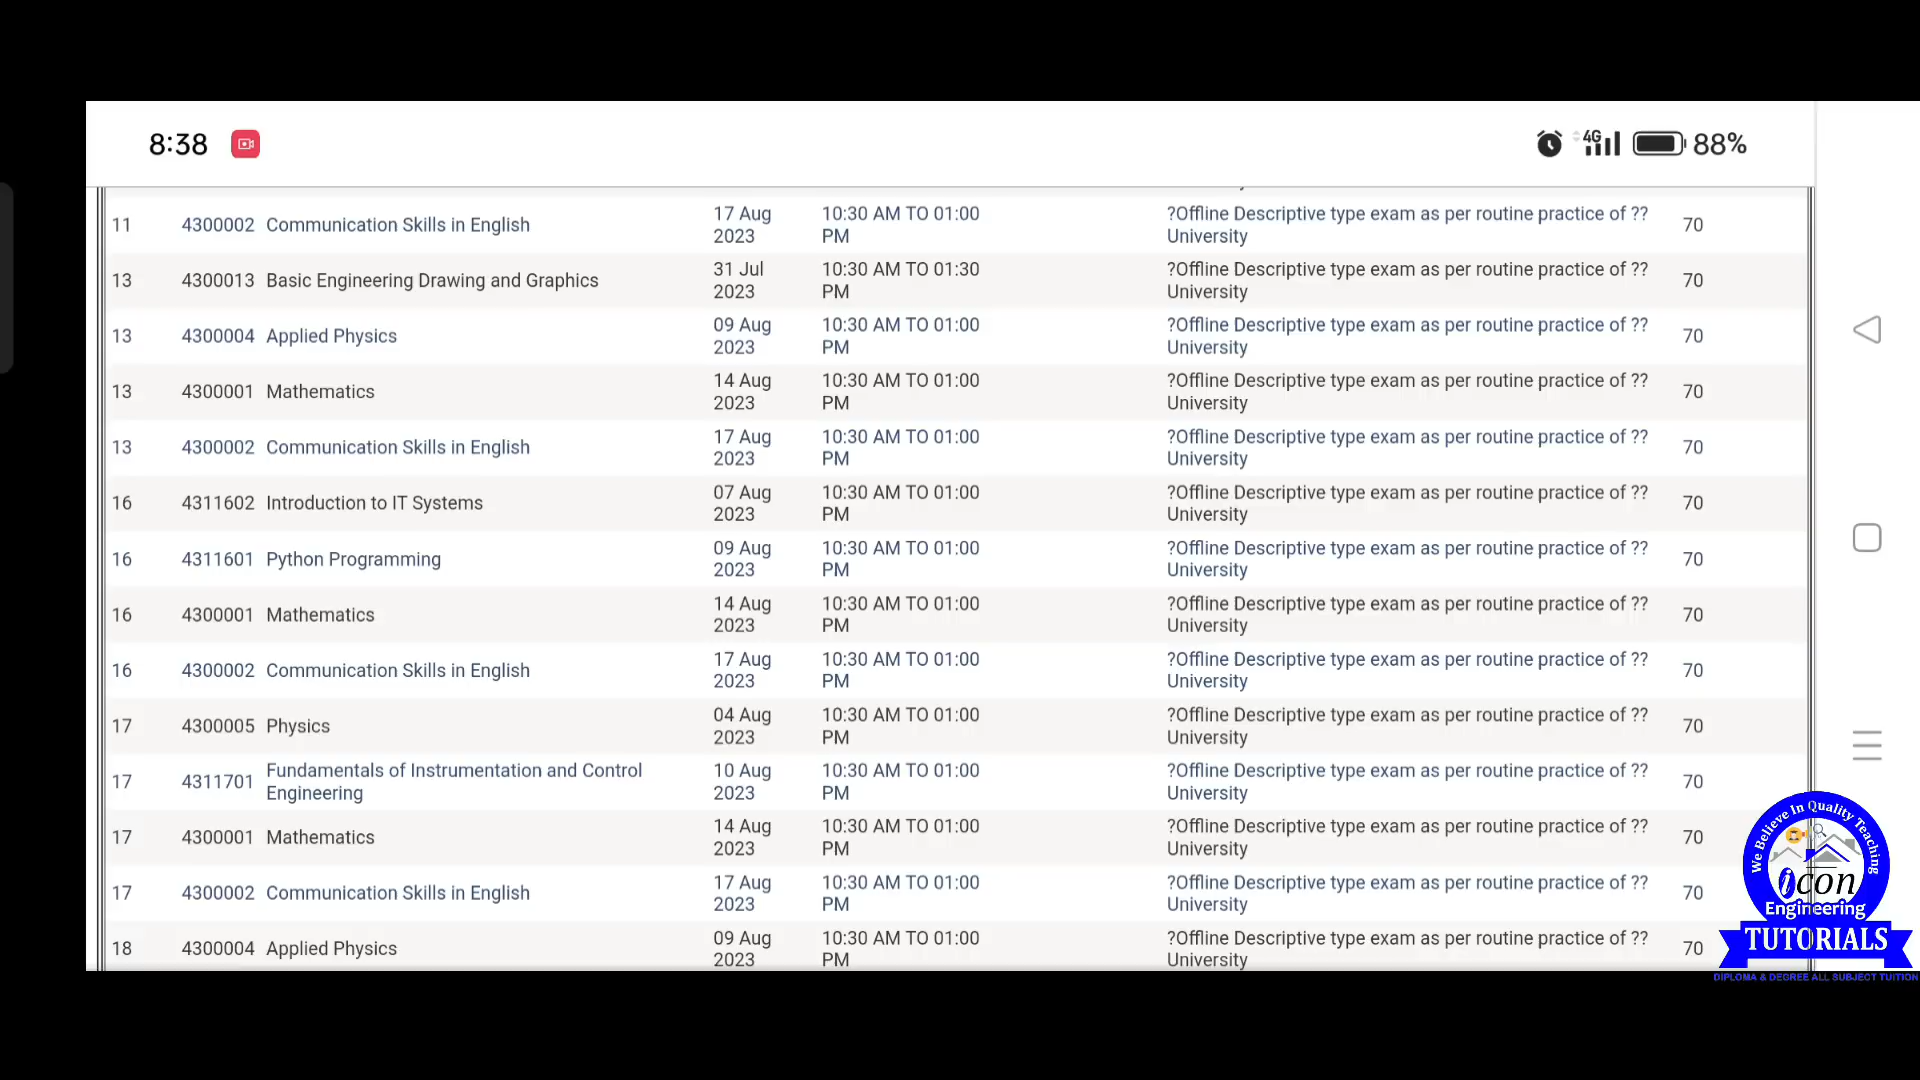 8:38 4G 88%
11 4300002 Communication Skills in English 17 Aug 2023 10:30 AM TO 01:00 PM ?Offline Descriptive type exam as per routine practice of ?? University 70
13 4300013 Basic Engineering Drawing and Graphics 31 Jul 2023 10:30 AM TO 01:30 PM ?Offline Descriptive type exam as per routine practice of ?? University 70
13 4300004 Applied Physics 09 Aug 2023 10:30 AM TO 01:00 PM ?Offline Descriptive type exam as per routine practice of ?? University 70
13 4300001 Mathematics 14 Aug 2023 10:30 AM TO 01:00 PM ?Offline Descriptive type exam as per routine practice of ?? University 70
13 4300002 Communication Skills in English 17 Aug 2023 10:30 AM TO 01:00 PM ?Offline Descriptive type exam as per routine practice of ?? University 70
16 4311602 Introduction to IT Systems 07 Aug 2023 10:30 AM TO 01:00 PM ?Offline Descriptive type exam as per routine practice of ?? University 70
16 4311601 Python Programming 09 Aug 2023 10:30 AM TO 01:00 PM ?Offline Descriptive type exam as per routine practice of ?? University 70
16 4300001 Mathematics 14 Aug 2023 10:30 AM TO 01:00 PM ?Offline Descriptive type exam as per routine practice of ?? University 70
16 4300002 Communication Skills in English 17 Aug 2023 10:30 AM TO 01:00 PM ?Offline Descriptive type exam as per routine practice of ?? University 70
17 4300005 Physics 04 Aug 2023 10:30 AM TO 01:00 PM ?Offline Descriptive type exam as per routine practice of ?? University 70
17 4311701 Fundamentals of Instrumentation and Control Engineering 10 Aug 2023 10:30 AM TO 01:00 PM ?Offline Descriptive type exam as per routine practice of ?? University 70
17 4300001 Mathematics 14 Aug 2023 10:30 AM TO 01:00 PM ?Offline Descriptive type exam as per routine practice of ?? University 70
17 4300002 Communication Skills in English 17 Aug 2023 10:30 AM TO 01:00 PM ?Offline Descriptive type exam as per routine practice of ?? University 70
18 4300004 Applied Physics 09 Aug 2023 10:30 AM TO 01:00 PM ?Offline Descriptive type exam as per routine practice of ?? University 70
We Believe In Quality Teaching
icon
Engineering
TUTORIALS
DIPLOMA & DEGREE ALL SUBJECT TUITION